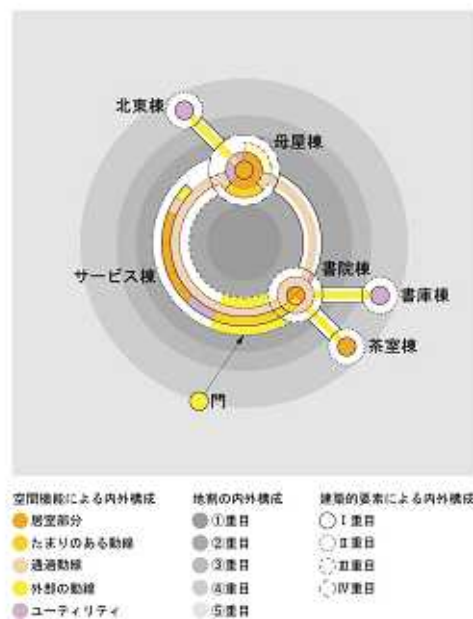 北東棟
母屋棟
サービス棟
書院棟
書庫棟
茶室棟
門
空間機能による内外構成
居室部分
たまりのある動線
通過動線
外部の動線
ユーティリティ
地割の内外構成
①重目
②重目
③重目
④重目
⑤重目
建築的要素による内外構成
Ⅰ重目
Ⅱ重目
Ⅲ重目
Ⅳ重目